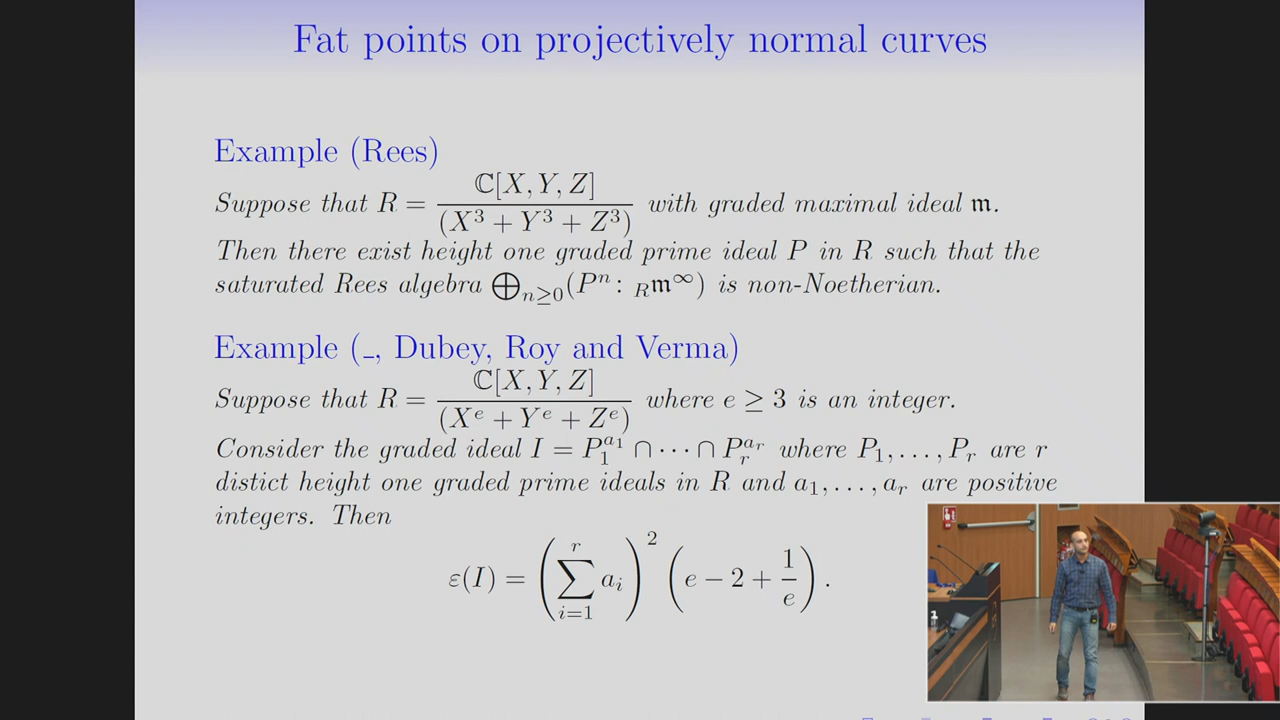 Fat points on projectively normal curves
Example (Rees)
Suppose that R = ℂ[X, Y, Z] / (X³ + Y³ + Z³) with graded maximal ideal 𝔪.
Then there exist height one graded prime ideal P in R such that the
saturated Rees algebra ⨁_{n≥0}(Pⁿ : _R 𝔪^∞) is non-Noetherian.
Example (_, Dubey, Roy and Verma)
Suppose that R = ℂ[X, Y, Z] / (X^e + Y^e + Z^e) where e ≥ 3 is an integer.
Consider the graded ideal I = P_1^{a_1} ∩ ··· ∩ P_r^{a_r} where P_1, . . . , P_r are r
distict height one graded prime ideals in R and a_1, . . . , a_r are positive
integers. Then
ε(I) = (∑_{i=1}^{r} a_i)² (e − 2 + 1/e).